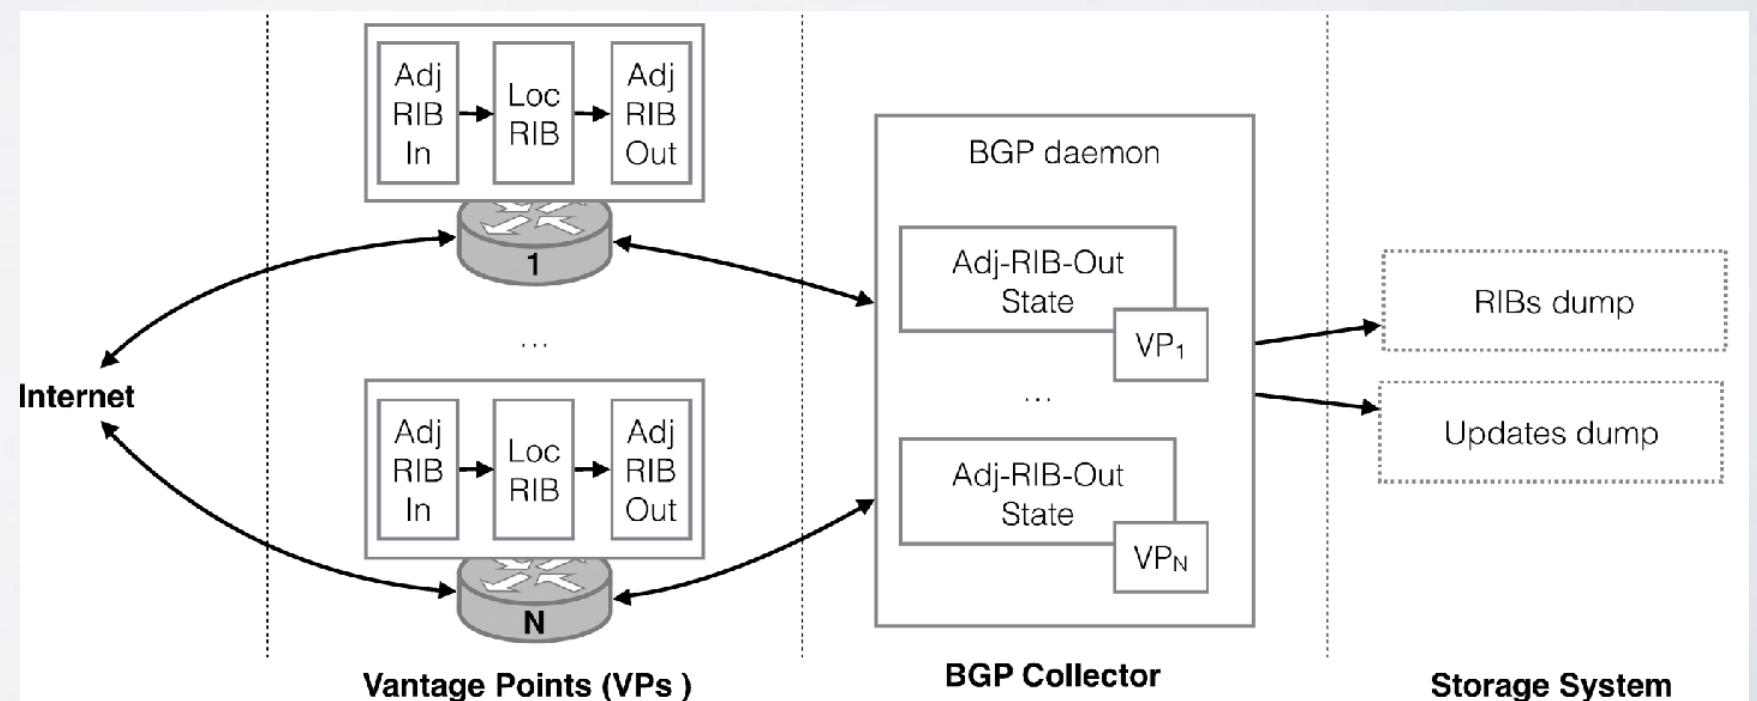 Adj
RIB
In
Loc
RIB
Adj
RIB
Out
1
...
Internet
Adj
RIB
In
Loc
RIB
Adj
RIB
Out
N
Vantage Points (VPs )
BGP daemon
Adj-RIB-Out
State
VP₁
...
Adj-RIB-Out
State
VPN
BGP Collector
RIBs dump
Updates dump
Storage System